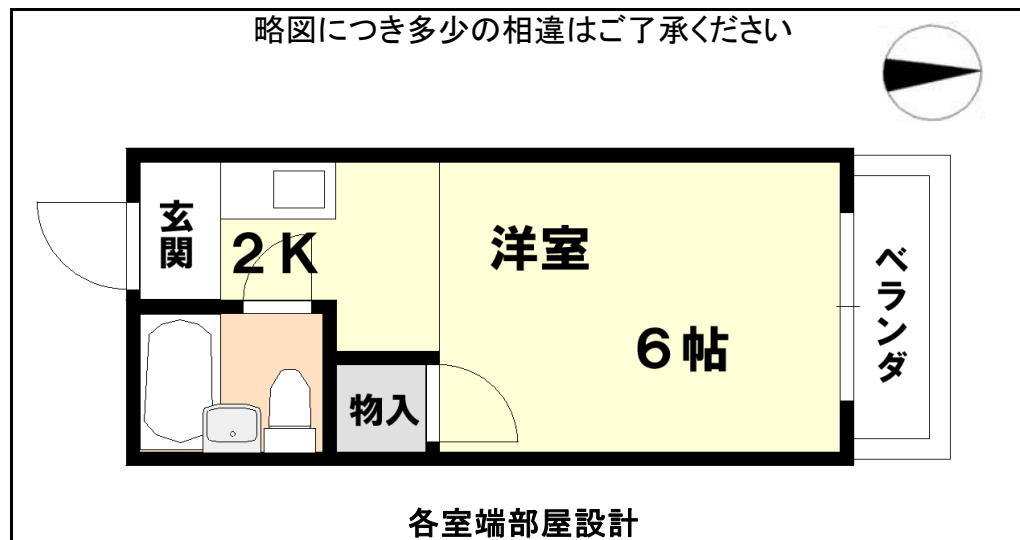 略図につき多少の相違はご了承ください
玄関
２Ｋ
洋室
６帖
ベランダ
物入
各室端部屋設計